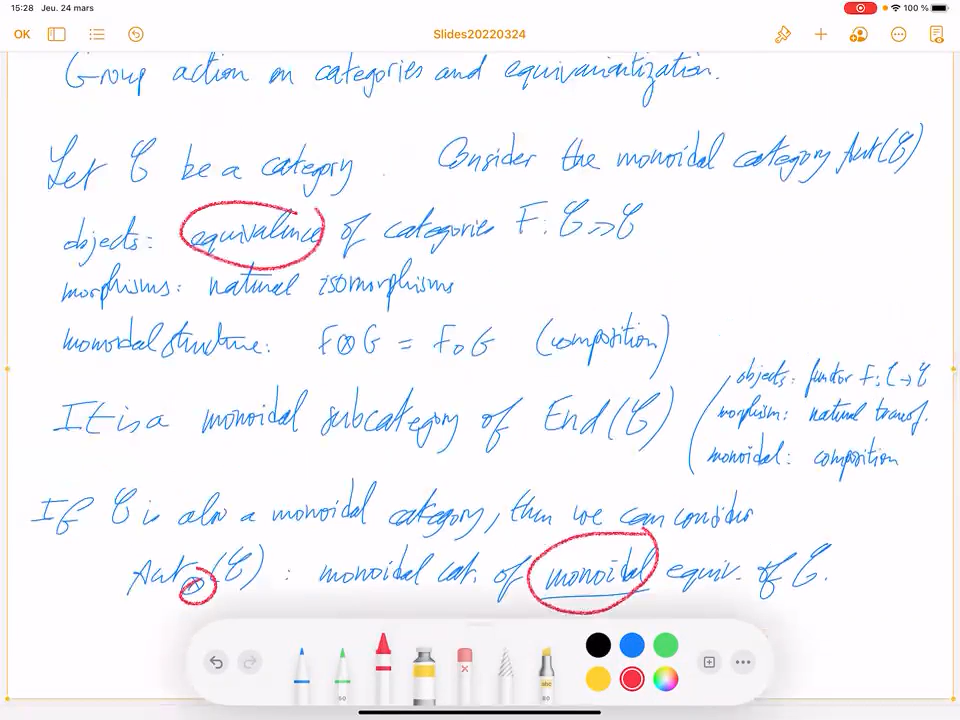 15:28 Jeu. 24 mars 100 %
OK Slides20220324
Group action on categories and equivariantization.
Let 𝒞 be a category. Consider the monoidal category Aut(𝒞)
objects: equivalence of categories F: 𝒞 → 𝒞
morphisms: natural isomorphisms
monoidal structure: F⊗G = F∘G (composition)
It is a monoidal subcategory of End(𝒞)
objects: functor F: 𝒞 → 𝒞
morphism: natural transf.
monoidal: composition
If 𝒞 is also a monoidal category, then we can consider
Aut⊗(𝒞): monoidal cat. of monoidal equiv. of 𝒞.